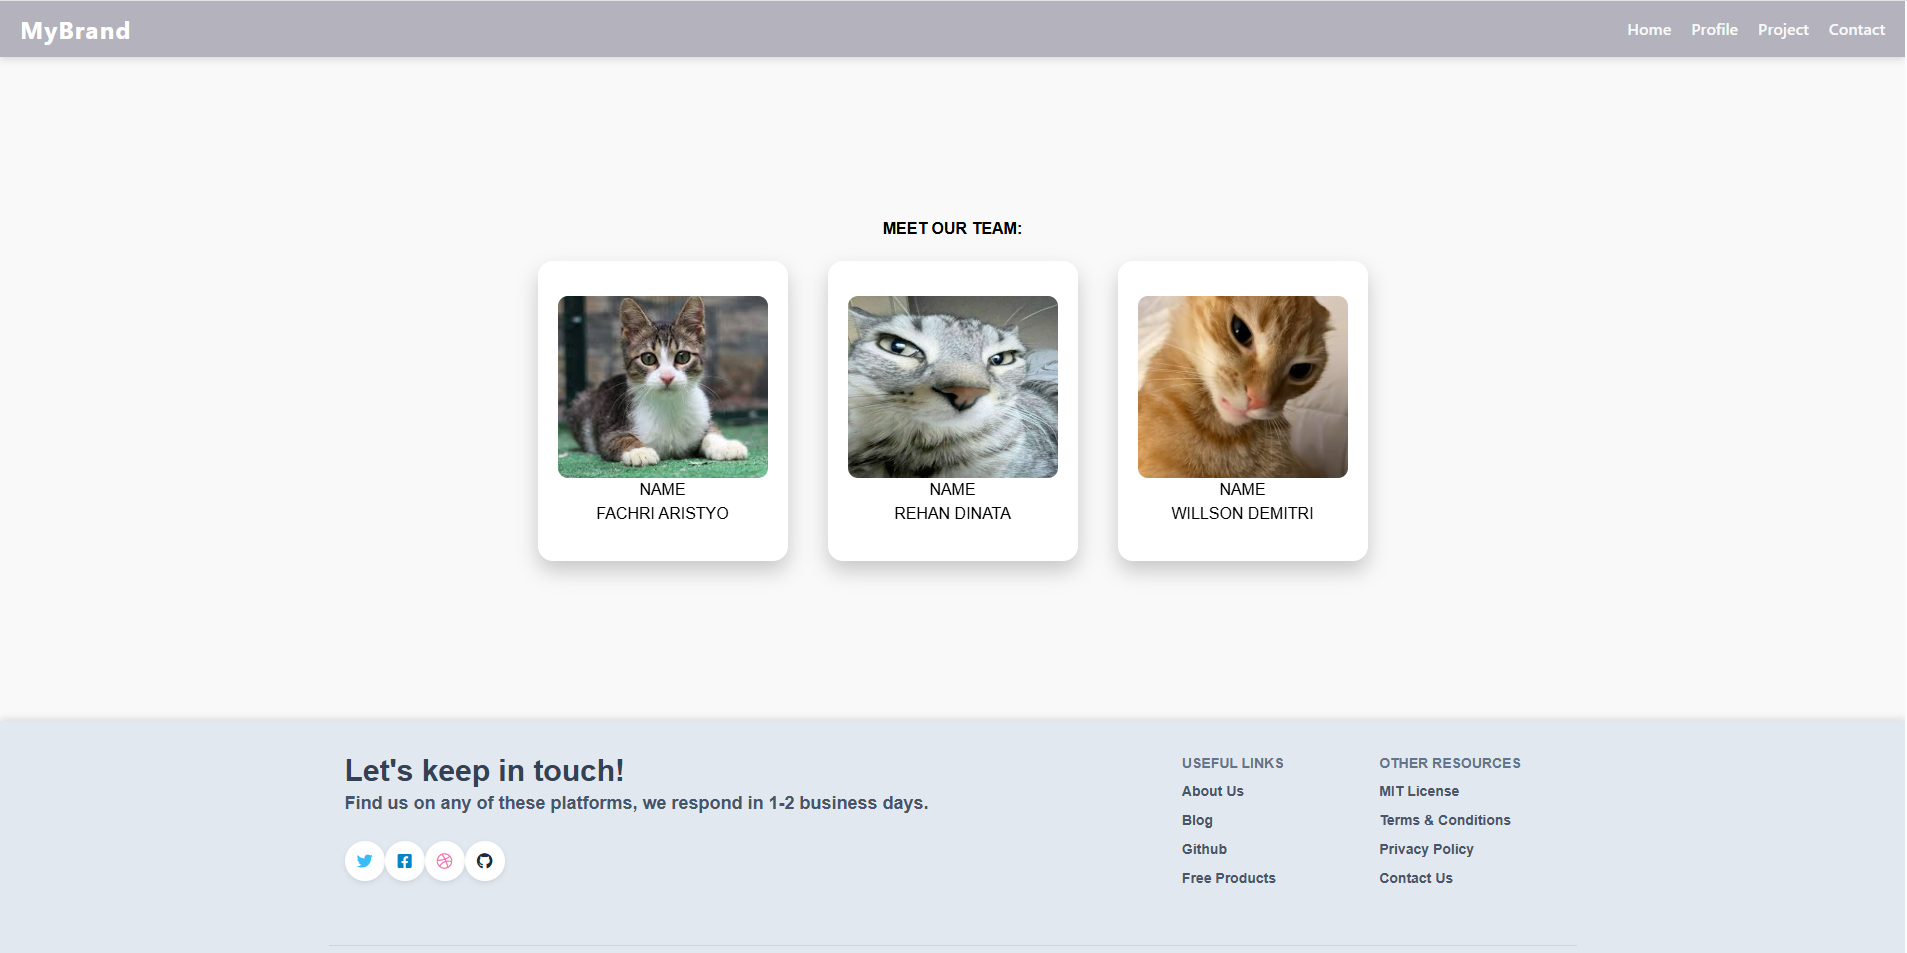 MyBrand
Home Profile Project Contact
MEET OUR TEAM:
NAME
FACHRI ARISTYO
NAME
REHAN DINATA
NAME
WILLSON DEMITRI
Let's keep in touch!
Find us on any of these platforms, we respond in 1-2 business days.
USEFUL LINKS
About Us
Blog
Github
Free Products
OTHER RESOURCES
MIT License
Terms & Conditions
Privacy Policy
Contact Us